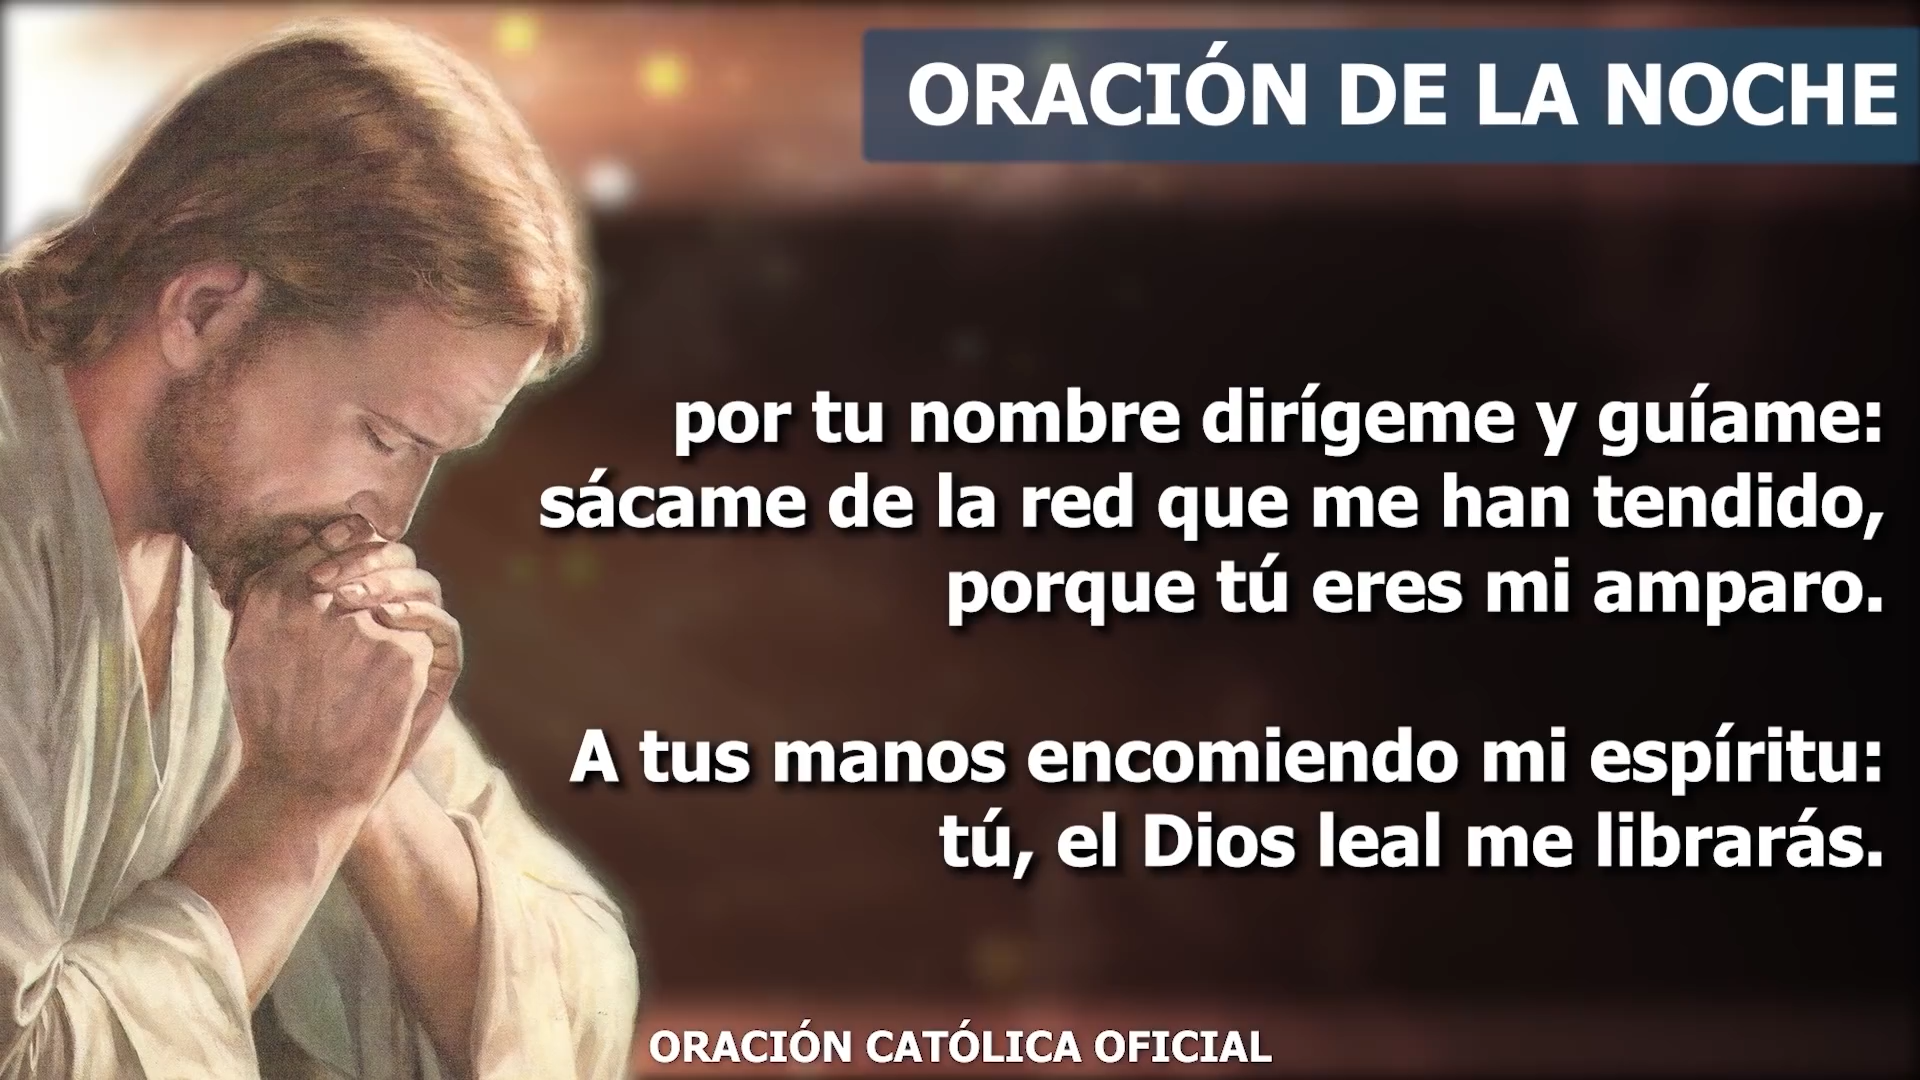 ORACIÓN DE LA NOCHE
por tu nombre dirígeme y guíame:
sácame de la red que me han tendido,
porque tú eres mi amparo.
A tus manos encomiendo mi espíritu:
tú, el Dios leal me librarás.
ORACIÓN CATÓLICA OFICIAL